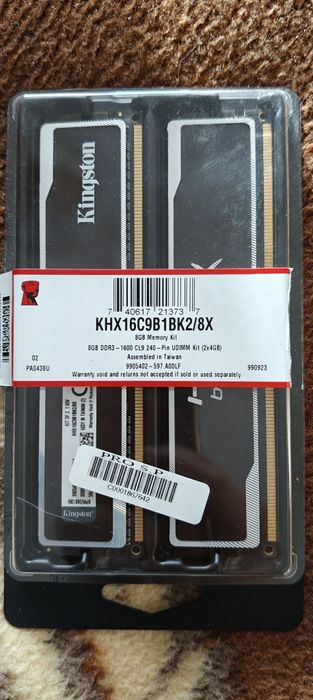 Kingston
7 40617 21373 7
KHX16C9B1BK2/8X
8GB Memory Kit
8GB DDR3-1600 CL9 240-Pin UDIMM Kit (2x4GB)
Assembled in Taiwan
02
9905402-597.A00LF
PA0438U
990923
Warranty void and returns not accepted if sold or used separately
PRO S.P
C0001067642
Kingston